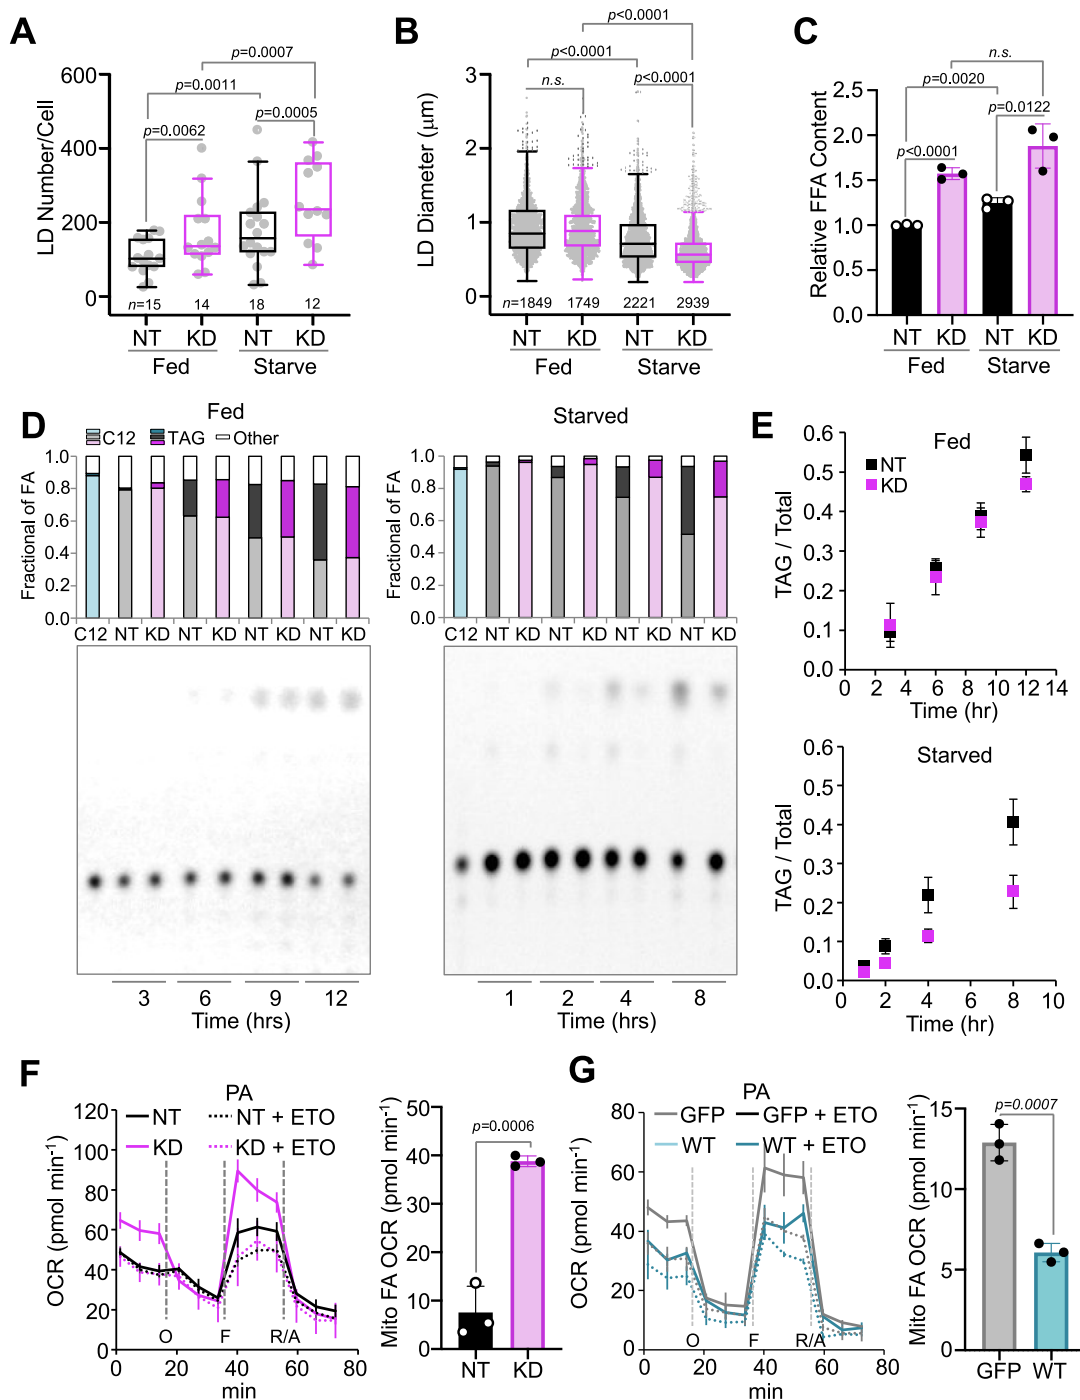 A
LD Number/Cell
600
400
200
0
p=0.0007
p=0.0011
p=0.0005
p=0.0062
n=15 14 18 12
NT KD NT KD
Fed Starve
B
LD Diameter (μm)
3
2
1
0
p<0.0001
p<0.0001
n.s. p<0.0001
n=1849 1749 2221 2939
NT KD NT KD
Fed Starve
C
Relative FFA Content
2.5
2.0
1.5
1.0
0.5
0.0
n.s.
p=0.0020
p=0.0122
p<0.0001
NT KD NT KD
Fed Starve
D
Fed
C12 TAG Other
Fractional of FA
1.0
0.8
0.6
0.4
0.2
0.0
C12 NT KD NT KD NT KD NT KD
3 6 9 12
Time (hrs)
Starved
Fractional of FA
1.0
0.8
0.6
0.4
0.2
0.0
C12 NT KD NT KD NT KD NT KD
1 2 4 8
Time (hrs)
E
Fed
NT
KD
TAG / Total
0.6
0.5
0.4
0.3
0.2
0.1
0.0
0 2 4 6 8 10 12 14
Time (hr)
Starved
TAG / Total
0.6
0.5
0.4
0.3
0.2
0.1
0.0
0 2 4 6 8 10
Time (hr)
F
PA
NT NT + ETO
KD KD + ETO
OCR (pmol min⁻¹)
120
100
80
60
40
20
0
O F R/A
0 20 40 60 80
min
Mito FA OCR (pmol min⁻¹)
50
40
30
20
10
0
p=0.0006
NT KD
G
PA
GFP GFP + ETO
WT WT + ETO
OCR (pmol min⁻¹)
80
60
40
20
0
O F R/A
0 20 40 60 80
min
Mito FA OCR (pmol min⁻¹)
15
10
5
0
p=0.0007
GFP WT